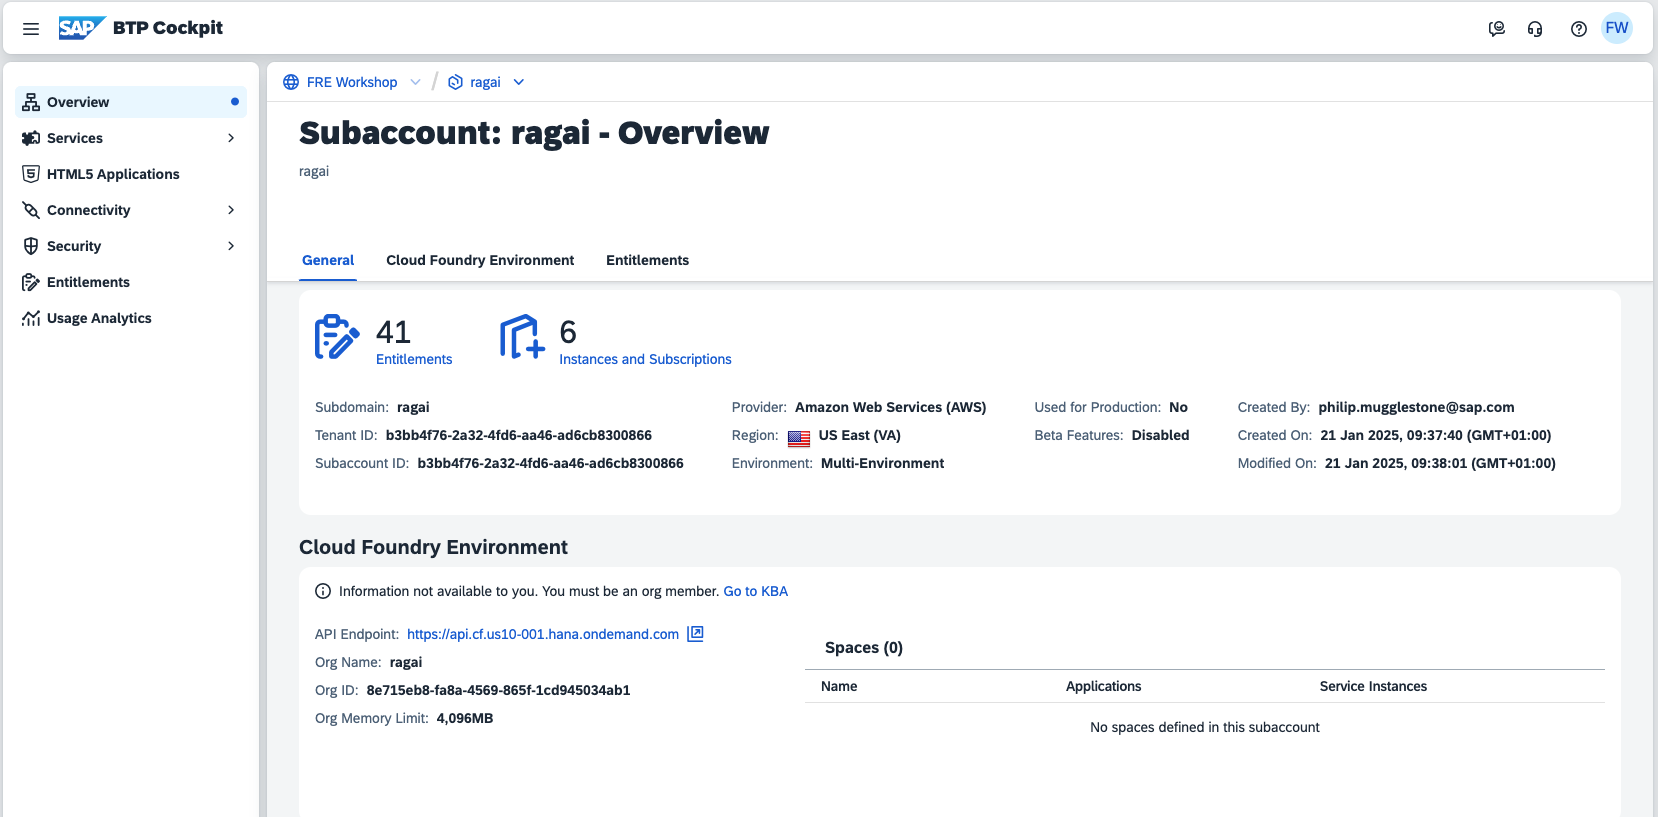 SAP BTP Cockpit
FW
Overview
Services
HTML5 Applications
Connectivity
Security
Entitlements
Usage Analytics
FRE Workshop / ragai
Subaccount: ragai - Overview
ragai
General Cloud Foundry Environment Entitlements
41
Entitlements
6
Instances and Subscriptions
Subdomain: ragai
Tenant ID: b3bb4f76-2a32-4fd6-aa46-ad6cb8300866
Subaccount ID: b3bb4f76-2a32-4fd6-aa46-ad6cb8300866
Provider: Amazon Web Services (AWS)
Region: US East (VA)
Environment: Multi-Environment
Used for Production: No
Beta Features: Disabled
Created By: philip.mugglestone@sap.com
Created On: 21 Jan 2025, 09:37:40 (GMT+01:00)
Modified On: 21 Jan 2025, 09:38:01 (GMT+01:00)
Cloud Foundry Environment
Information not available to you. You must be an org member. Go to KBA
API Endpoint: https://api.cf.us10-001.hana.ondemand.com
Org Name: ragai
Org ID: 8e715eb8-fa8a-4569-865f-1cd945034ab1
Org Memory Limit: 4,096MB
Spaces (0)
Name Applications Service Instances
No spaces defined in this subaccount